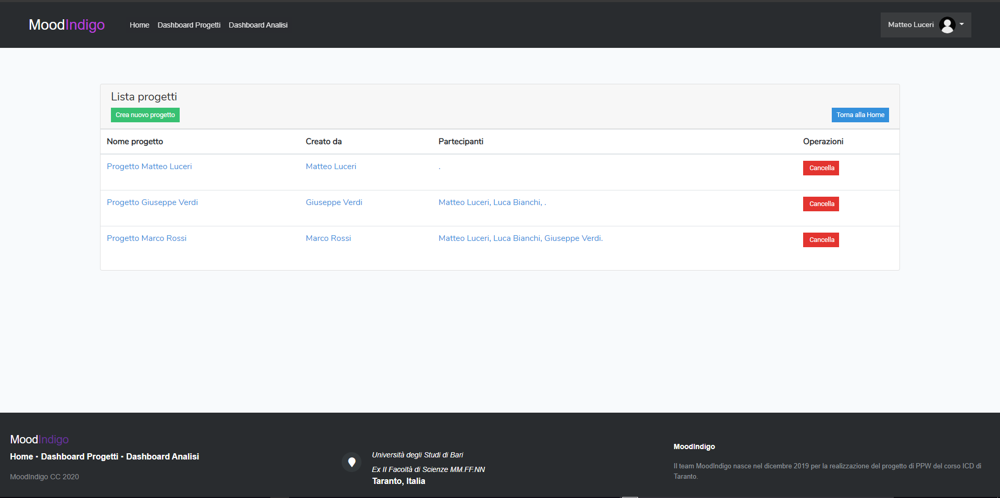 MoodIndigo Home Dashboard Progetti Dashboard Analisi Matteo Luceri
Lista progetti
Crea nuovo progetto Torna alla Home
Nome progetto Creato da Partecipanti Operazioni
Progetto Matteo Luceri Matteo Luceri . Cancella
Progetto Giuseppe Verdi Giuseppe Verdi Matteo Luceri, Luca Bianchi, . Cancella
Progetto Marco Rossi Marco Rossi Matteo Luceri, Luca Bianchi, Giuseppe Verdi. Cancella
MoodIndigo
Home - Dashboard Progetti - Dashboard Analisi
MoodIndigo CC 2020
Università degli Studi di Bari
Ex II Facoltà di Scienze MM.FF.NN
Taranto, Italia
MoodIndigo
Il team MoodIndigo nasce nel dicembre 2019 per la realizzazione del progetto di PPW del corso ICD di
Taranto.